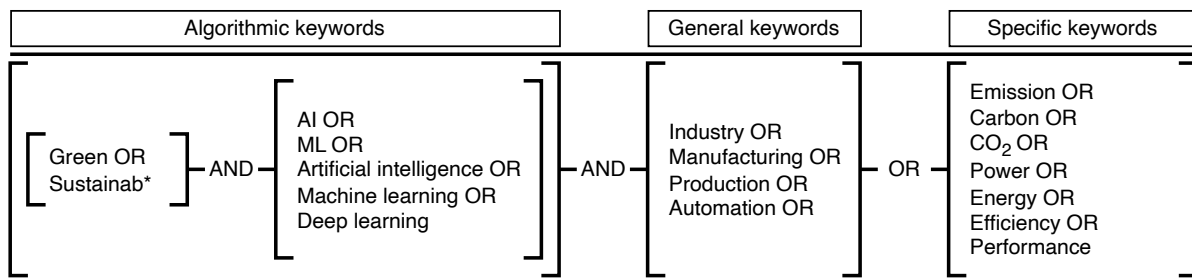 Algorithmic keywords
General keywords
Specific keywords
Green OR
Sustainab*
AND
AI OR
ML OR
Artificial intelligence OR
Machine learning OR
Deep learning
AND
Industry OR
Manufacturing OR
Production OR
Automation OR
OR
Emission OR
Carbon OR
CO₂ OR
Power OR
Energy OR
Efficiency OR
Performance